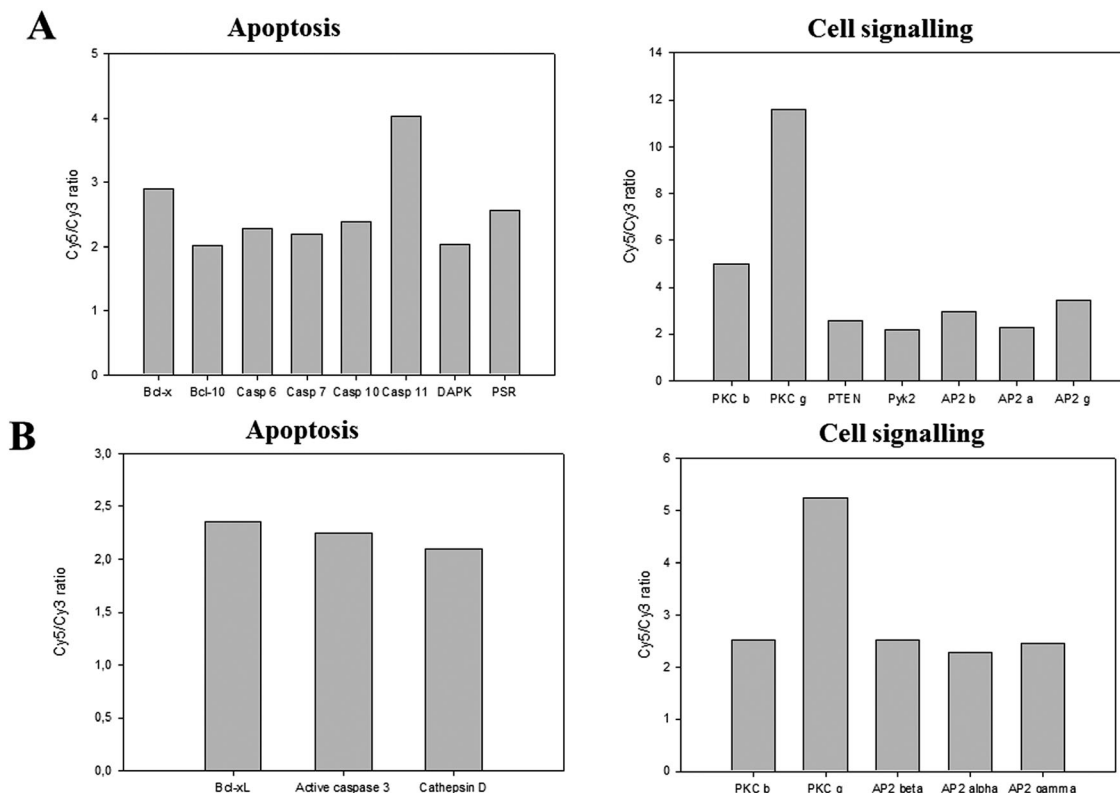 A
Apoptosis
Cell signalling
5
4
3
2
1
0
Cy5/Cy3 ratio
Bcl-x Bcl-10 Casp 6 Casp 7 Casp 10 Casp 11 DAPK PSR
14
12
10
8
6
4
2
0
Cy5/Cy3 ratio
PKC b PKC g PTEN Pyk2 AP2 b AP2 a AP2 g
B
Apoptosis
Cell signalling
3,0
2,5
2,0
1,5
1,0
0,5
0,0
Cy5/Cy3 ratio
Bcl-xL Active caspase 3 Cathepsin D
6
5
4
3
2
1
0
Cy5/Cy3 ratio
PKC b PKC g AP2 beta AP2 alpha AP2 gamma